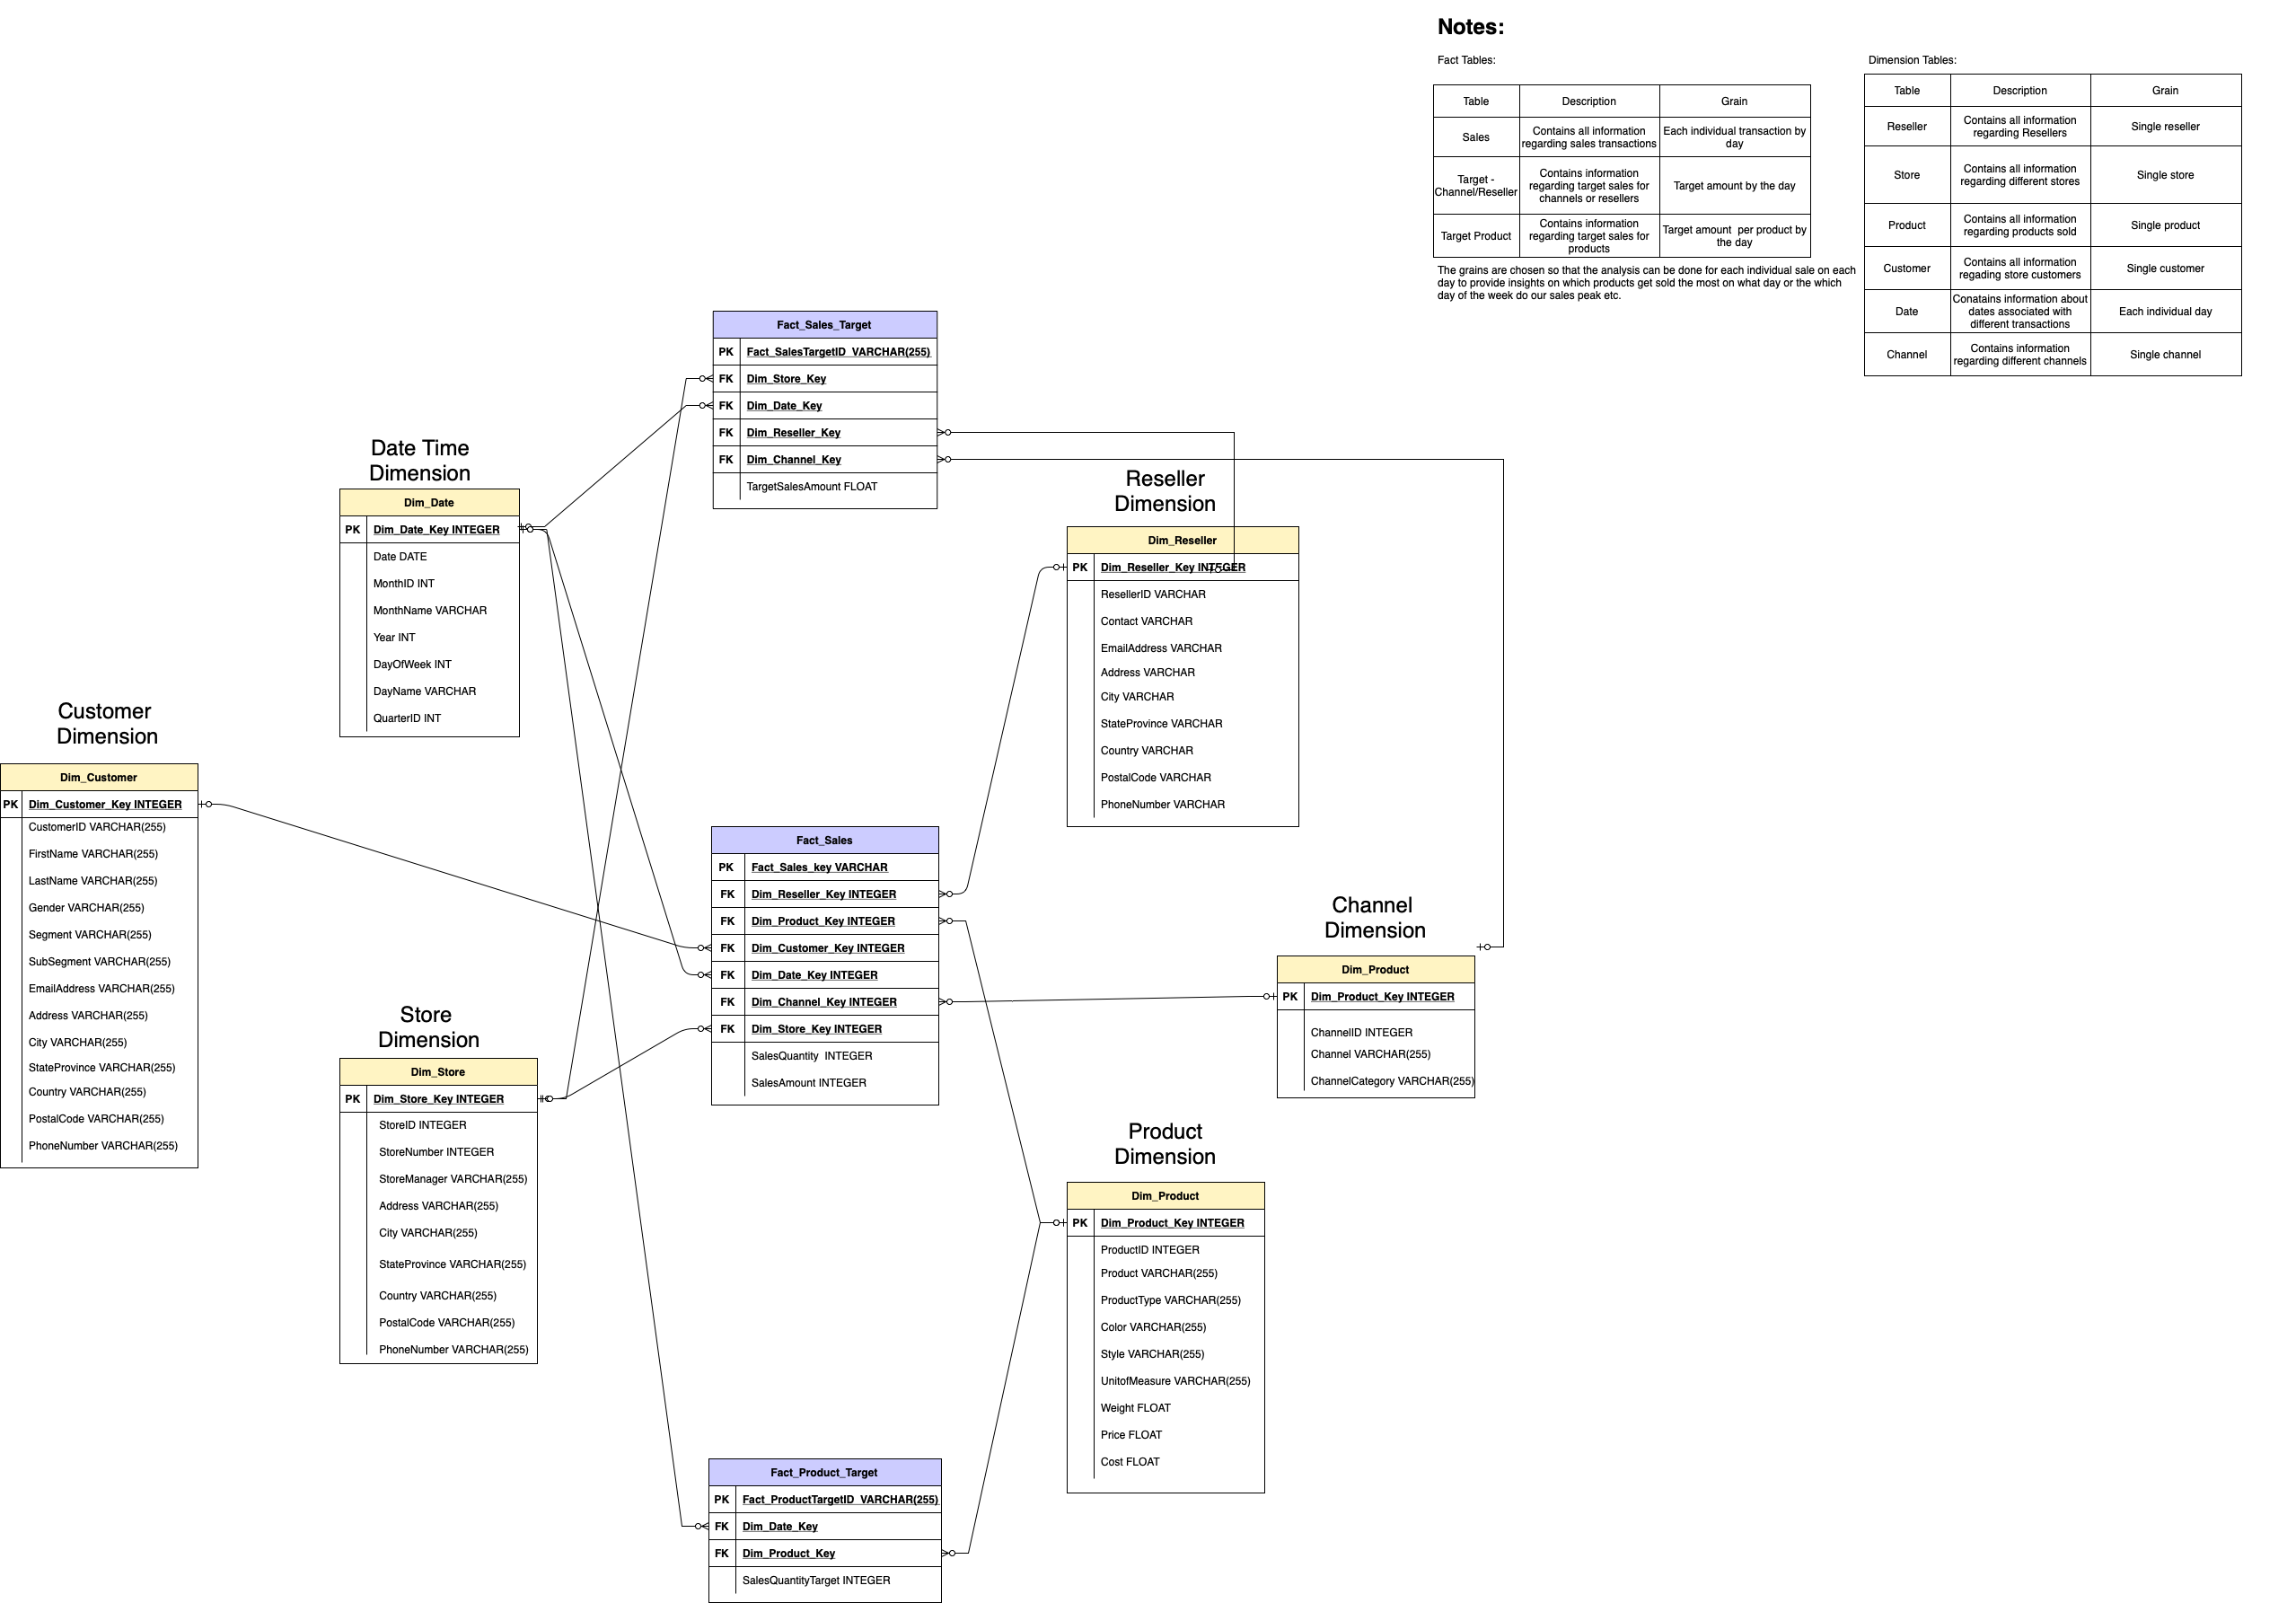 Notes:
Fact Tables:
Table Description Grain
Sales
Contains all information
regarding sales transactions
Each individual transaction by
day
Target -
Channel/Reseller
Contains information
regarding target sales for
channels or resellers
Target amount by the day
Target Product
Contains information
regarding target sales for
products
Target amount  per product by
the day
The grains are chosen so that the analysis can be done for each individual sale on each
day to provide insights on which products get sold the most on what day or the which
day of the week do our sales peak etc.
Dimension Tables:
Table Description Grain
Reseller
Contains all information
regarding Resellers
Single reseller
Store
Contains all information
regarding different stores
Single store
Product
Contains all information
regarding products sold
Single product
Customer
Contains all information
regading store customers
Single customer
Date
Conatains information about
dates associated with
different transactions
Each individual day
Channel
Contains information
regarding different channels
Single channel
Fact_Sales_Target
PK Fact_SalesTargetID  VARCHAR(255)
FK Dim_Store_Key
FK Dim_Date_Key
FK Dim_Reseller_Key
FK Dim_Channel_Key
TargetSalesAmount FLOAT
Date Time
Dimension
Dim_Date
PK Dim_Date_Key INTEGER
Date DATE
MonthID INT
MonthName VARCHAR
Year INT
DayOfWeek INT
DayName VARCHAR
QuarterID INT
Reseller
Dimension
Dim_Reseller
PK Dim_Reseller_Key INTEGER
ResellerID VARCHAR
Contact VARCHAR
EmailAddress VARCHAR
Address VARCHAR
City VARCHAR
StateProvince VARCHAR
Country VARCHAR
PostalCode VARCHAR
PhoneNumber VARCHAR
Customer
Dimension
Dim_Customer
PK Dim_Customer_Key INTEGER
CustomerID VARCHAR(255)
FirstName VARCHAR(255)
LastName VARCHAR(255)
Gender VARCHAR(255)
Segment VARCHAR(255)
SubSegment VARCHAR(255)
EmailAddress VARCHAR(255)
Address VARCHAR(255)
City VARCHAR(255)
StateProvince VARCHAR(255)
Country VARCHAR(255)
PostalCode VARCHAR(255)
PhoneNumber VARCHAR(255)
Fact_Sales
PK Fact_Sales_key VARCHAR
FK Dim_Reseller_Key INTEGER
FK Dim_Product_Key INTEGER
FK Dim_Customer_Key INTEGER
FK Dim_Date_Key INTEGER
FK Dim_Channel_Key INTEGER
FK Dim_Store_Key INTEGER
SalesQuantity  INTEGER
SalesAmount INTEGER
Channel
Dimension
Dim_Product
PK Dim_Product_Key INTEGER
ChannelID INTEGER
Channel VARCHAR(255)
ChannelCategory VARCHAR(255)
Store
Dimension
Dim_Store
PK Dim_Store_Key INTEGER
StoreID INTEGER
StoreNumber INTEGER
StoreManager VARCHAR(255)
Address VARCHAR(255)
City VARCHAR(255)
StateProvince VARCHAR(255)
Country VARCHAR(255)
PostalCode VARCHAR(255)
PhoneNumber VARCHAR(255)
Product
Dimension
Dim_Product
PK Dim_Product_Key INTEGER
ProductID INTEGER
Product VARCHAR(255)
ProductType VARCHAR(255)
Color VARCHAR(255)
Style VARCHAR(255)
UnitofMeasure VARCHAR(255)
Weight FLOAT
Price FLOAT
Cost FLOAT
Fact_Product_Target
PK Fact_ProductTargetID  VARCHAR(255)
FK Dim_Date_Key
FK Dim_Product_Key
SalesQuantityTarget INTEGER